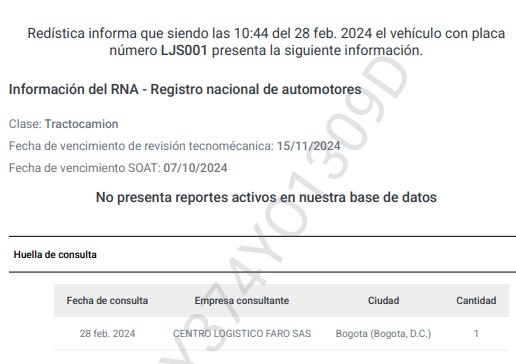 Redística informa que siendo las 10:44 del 28 feb. 2024 el vehículo con placa
número LJS001 presenta la siguiente información.
Información del RNA - Registro nacional de automotores
Clase: Tractocamion
Fecha de vencimiento de revisión tecnomécanica: 15/11/2024
Fecha de vencimiento SOAT: 07/10/2024
No presenta reportes activos en nuestra base de datos
Huella de consulta
Fecha de consulta Empresa consultante Ciudad Cantidad
28 feb. 2024 CENTRO LOGISTICO FARO SAS Bogota (Bogota, D.C.) 1